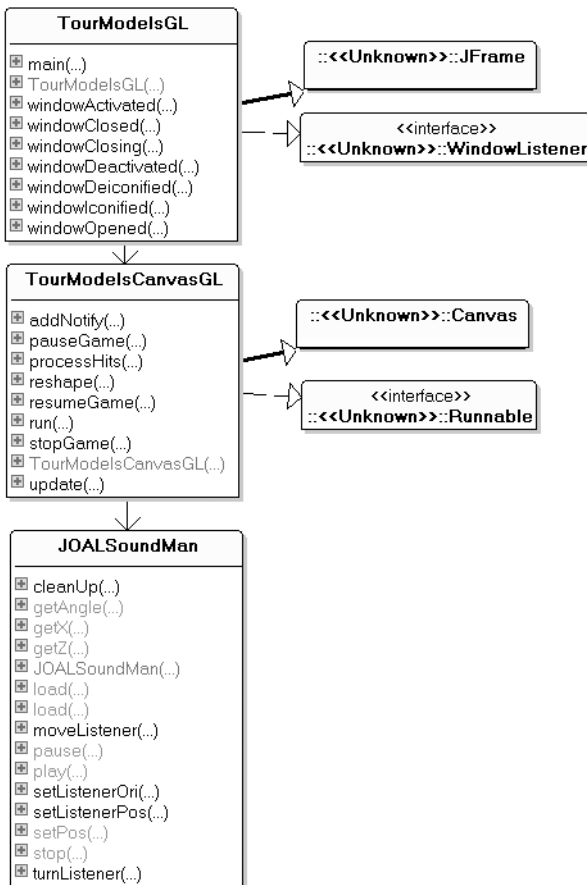 TourModelsGL
main(...)
TourModelsGL(...)
windowActivated(...)
windowClosed(...)
windowClosing(...)
windowDeactivated(...)
windowDeiconified(...)
windowIconified(...)
windowOpened(...)
::<<Unknown>>::JFrame
<<interface>>
::<<Unknown>>::WindowListener
TourModelsCanvasGL
addNotify(...)
pauseGame(...)
processHits(...)
reshape(...)
resumeGame(...)
run(...)
stopGame(...)
TourModelsCanvasGL(...)
update(...)
::<<Unknown>>::Canvas
<<interface>>
::<<Unknown>>::Runnable
JOALSoundMan
cleanUp(...)
getAngle(...)
getX(...)
getZ(...)
JOALSoundMan(...)
load(...)
load(...)
moveListener(...)
pause(...)
play(...)
setListenerOri(...)
setListenerPos(...)
setPos(...)
stop(...)
turnListener(...)